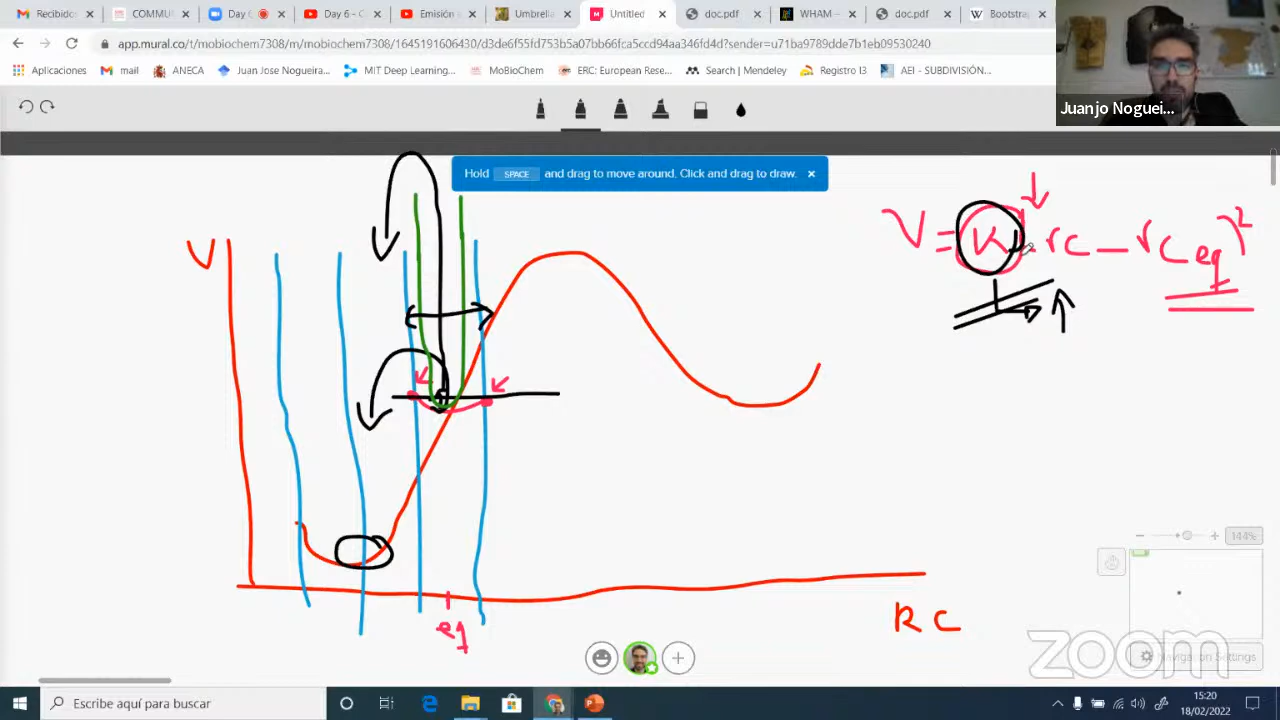 Recibidos
COMMU
Day 
Day 6 – C
Emisión e
Umbrella
Untitled
doc.pdf
WHAM –
doc.pdf
Bootstrap
app.mural.co/t/mobiochem7308/m/mobiochem7308/1645191606430/d3de6f55fd753b5a07bb66fca5ccd94aa346fd4d?sender=u71ba9789dde7b1eb09530240
Aplicaciones
mail
ANECA
Juan Jose Nogueira...
MIT Deep Learning...
MoBioChem
ERC: European Rese...
Search | Mendeley
Registro I3
AEI - SUBDIVISIÓN...
Juanjo Noguei...
Hold SPACE and drag to move around. Click and drag to draw.
V
V = K rc - rc eq)²
144%
eq
RC
zoom
Navigation Settings
Escribe aquí para buscar
15:20
18/02/2022